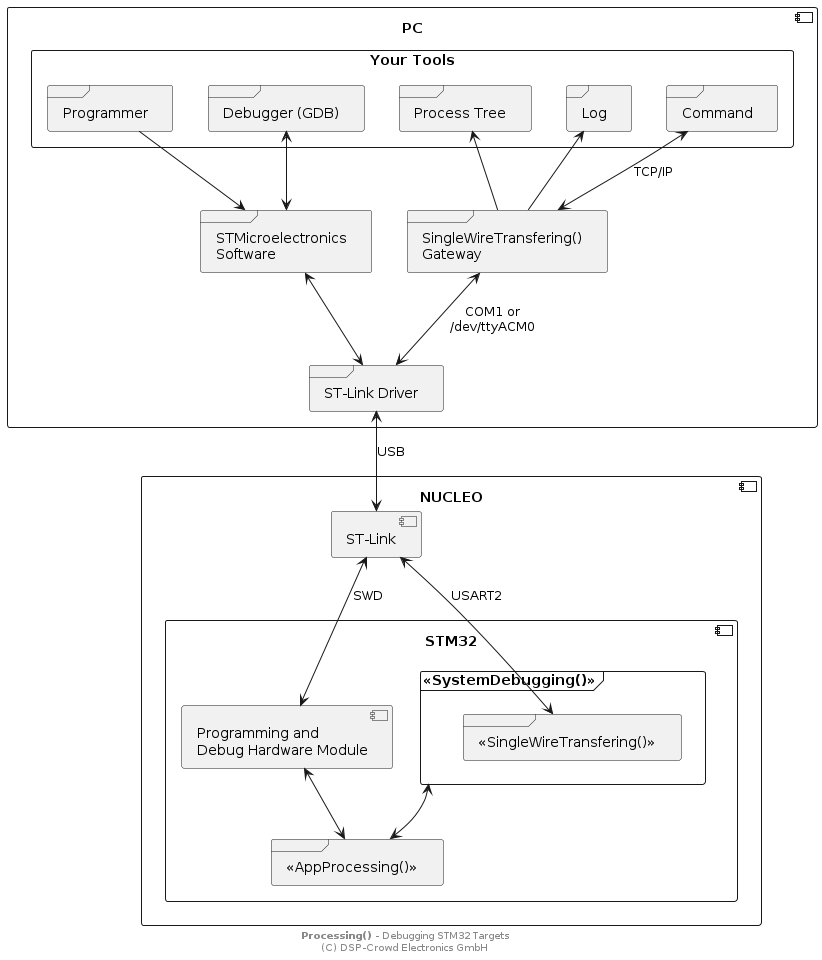 PC
Your Tools
Programmer
Debugger (GDB)
Process Tree
Log
Command
TCP/IP
STMicroelectronics
Software
SingleWireTransfering()
Gateway
COM1 or
/dev/ttyACM0
ST-Link Driver
USB
NUCLEO
ST-Link
SWD
USART2
STM32
«SystemDebugging()»
Programming and
Debug Hardware Module
«SingleWireTransfering()»
«AppProcessing()»
Processing() - Debugging STM32 Targets
(C) DSP-Crowd Electronics GmbH